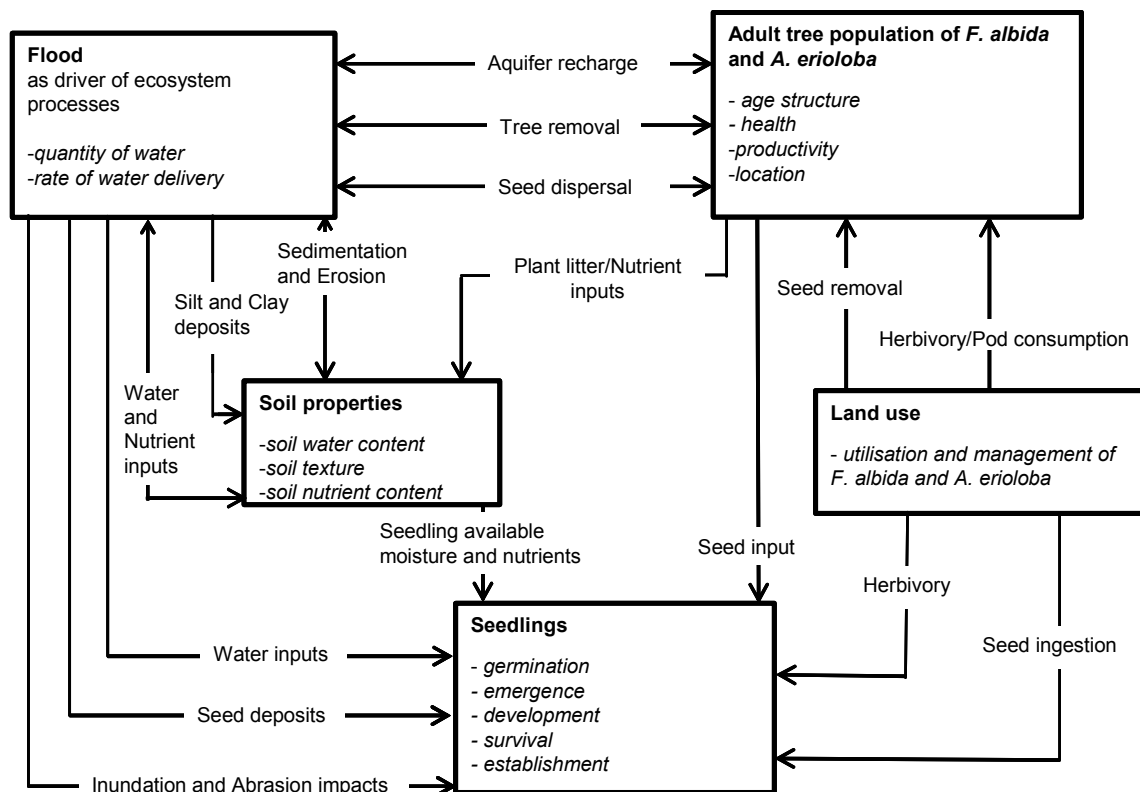 Flood
as driver of ecosystem
processes
-quantity of water
-rate of water delivery
Aquifer recharge
Tree removal
Seed dispersal
Adult tree population of F. albida
and A. erioloba
- age structure
- health
-productivity
-location
Sedimentation
and Erosion
Silt and Clay
deposits
Water
and
Nutrient
inputs
Plant litter/Nutrient
inputs
Seed removal
Herbivory/Pod consumption
Soil properties
-soil water content
-soil texture
-soil nutrient content
Land use
- utilisation and management of
F. albida and A. erioloba
Seedling available
moisture and nutrients
Seed input
Herbivory
Seed ingestion
Seedlings
- germination
- emergence
- development
- survival
- establishment
Water inputs
Seed deposits
Inundation and Abrasion impacts